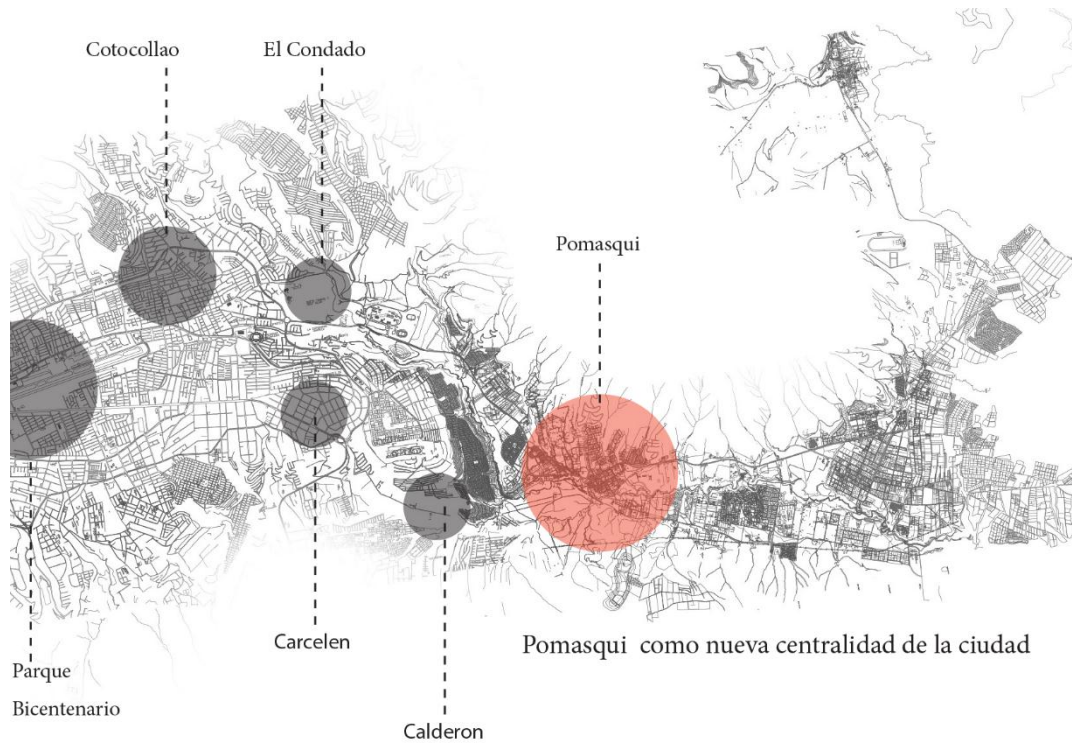 Cotocollao
El Condado
Pomasqui
Carcelen
Pomasqui como nueva centralidad de la ciudad
Parque
Bicentenario
Calderon